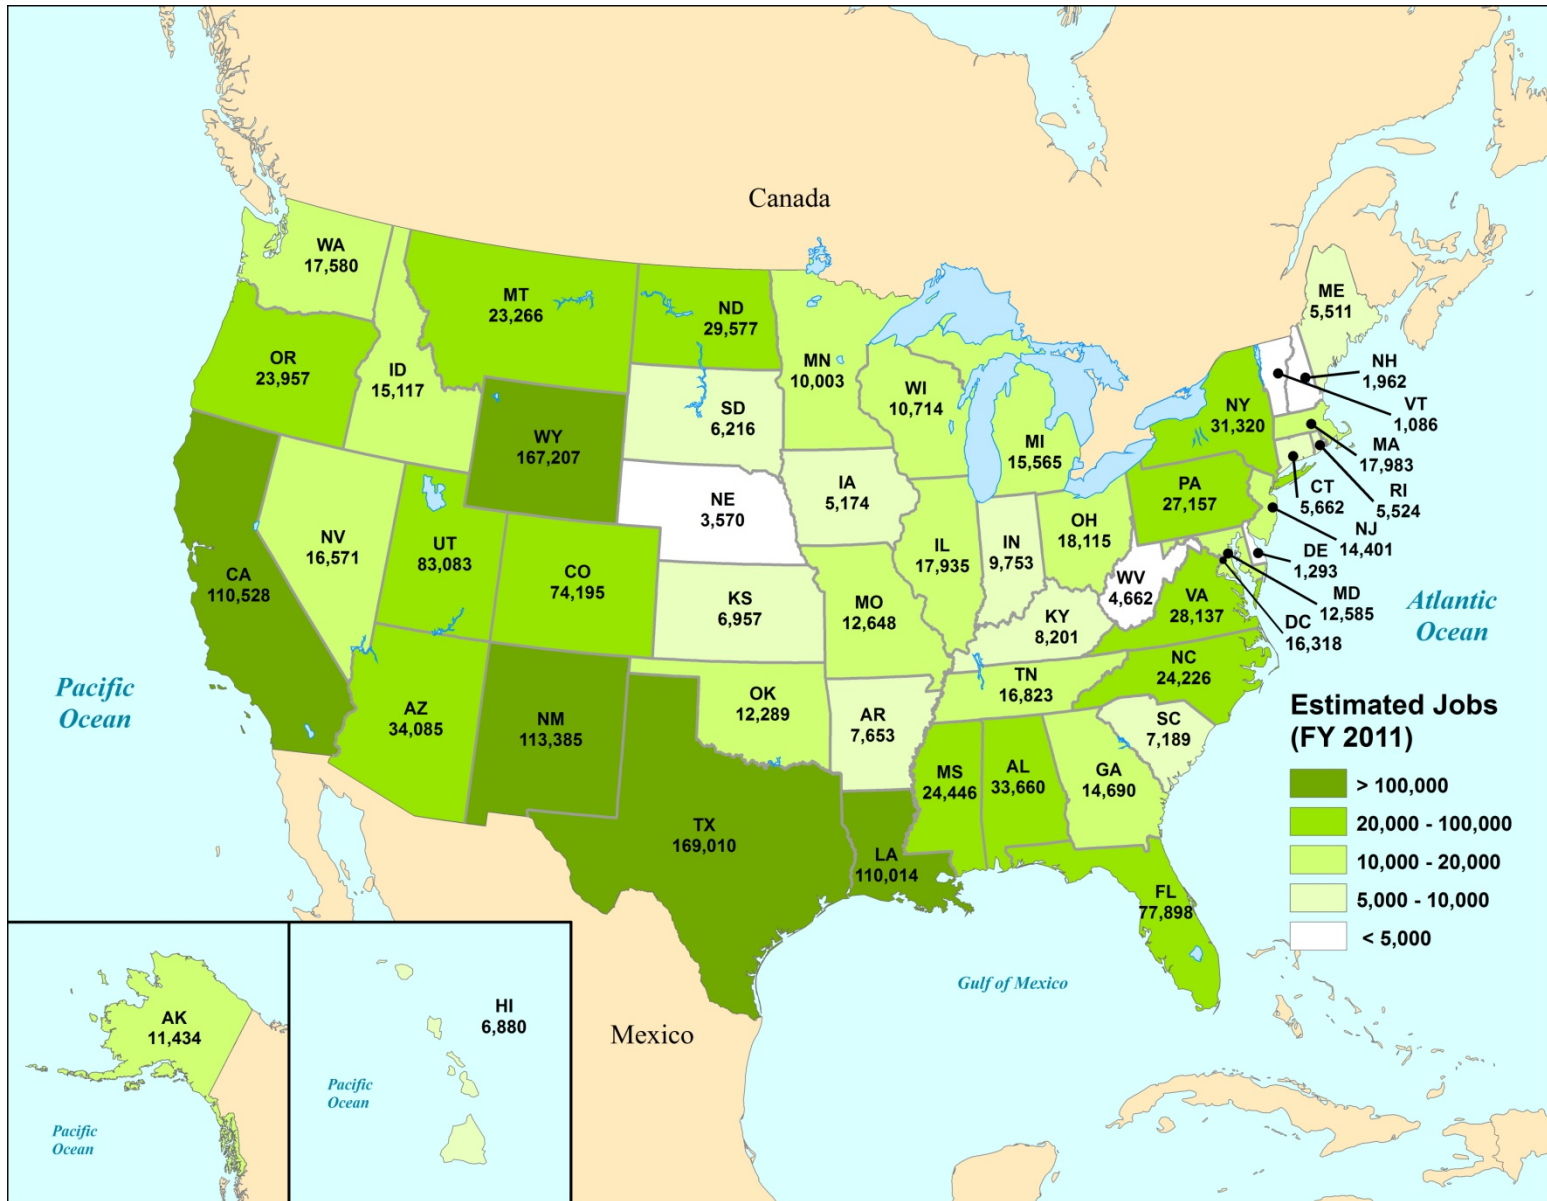 Canada
WA
17,580
MT
23,266
ND
29,577
MN
10,003
ME
5,511
OR
23,957
ID
15,117
WY
167,207
SD
6,216
WI
10,714
MI
15,565
NY
31,320
NH
1,962
VT
1,086
MA
17,983
RI
5,524
CT
5,662
NJ
14,401
DE
1,293
MD
12,585
DC
16,318
NE
3,570
IA
5,174
PA
27,157
NV
16,571
UT
83,083
CO
74,195
CA
110,528
KS
6,957
MO
12,648
IL
17,935
IN
9,753
OH
18,115
WV
4,662
VA
28,137
KY
8,201
Atlantic
Ocean
Pacific
Ocean
AZ
34,085
NM
113,385
OK
12,289
AR
7,653
TN
16,823
NC
24,226
SC
7,189
MS
24,446
AL
33,660
GA
14,690
TX
169,010
LA
110,014
FL
77,898
Estimated Jobs
(FY 2011)
> 100,000
20,000 - 100,000
10,000 - 20,000
5,000 - 10,000
< 5,000
Gulf of Mexico
Mexico
AK
11,434
Pacific
Ocean
HI
6,880
Pacific
Ocean